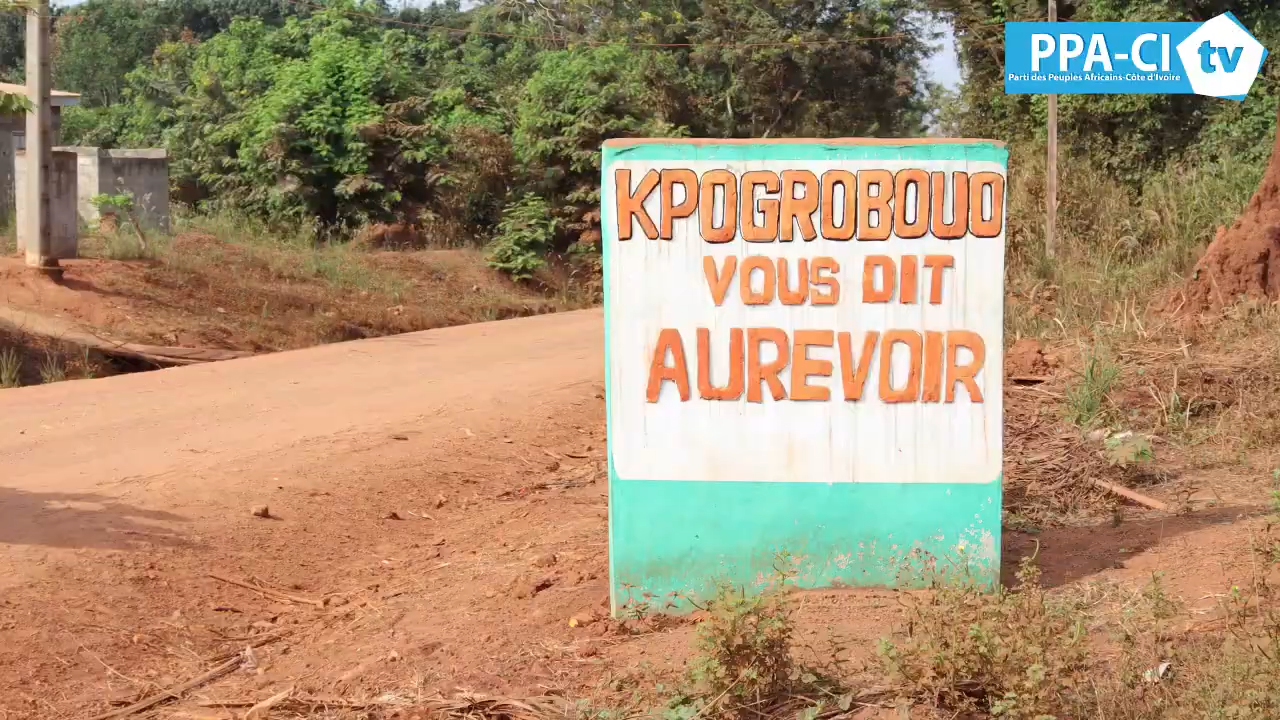 PPA-CI tv
Parti des Peuples Africains-Côte d'Ivoire
KPOGROBOUO
VOUS DIT
AUREVOIR